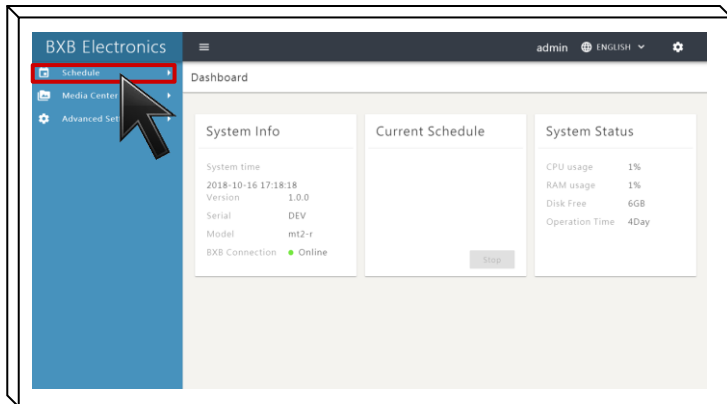 BXB Electronics
admin ENGLISH
Schedule
Dashboard
Media Center
Advanced Set
System Info
Current Schedule
System Status
System time
2018-10-16 17:18:18
Version 1.0.0
Serial DEV
Model mt2-r
BXB Connection Online
Stop
CPU usage 1%
RAM usage 1%
Disk Free 6GB
Operation Time 4Day